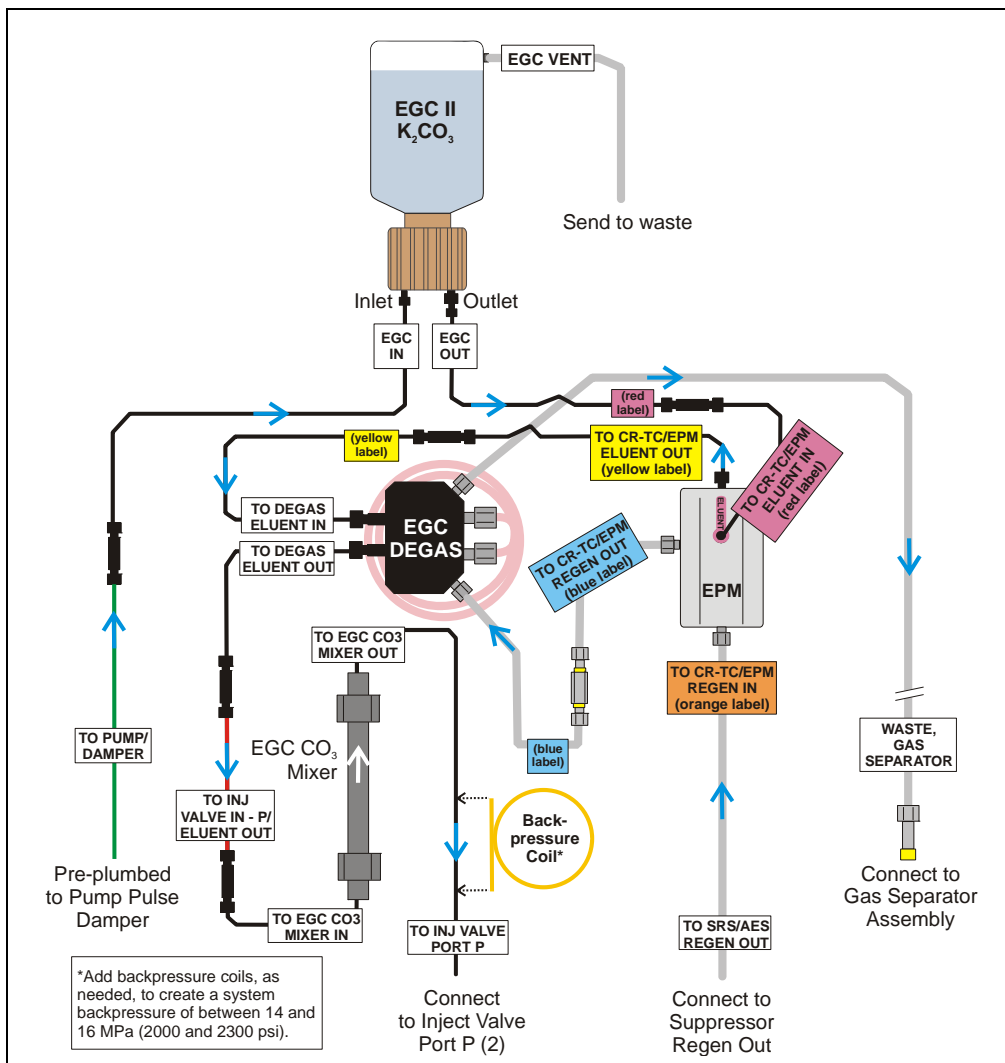 EGC VENT
EGC II
K₂CO₃
Send to waste
Inlet
Outlet
EGC
IN
EGC
OUT
(red
label)
(yellow
label)
TO CR-TC/EPM
ELUENT OUT
(yellow label)
TO CR-TC/EPM
ELUENT IN
(red label)
ELUENT
TO DEGAS
ELUENT IN
EGC
DEGAS
TO DEGAS
ELUENT OUT
TO CR-TC/EPM
REGEN OUT
(blue label)
EPM
TO EGC CO3
MIXER OUT
TO CR-TC/EPM
REGEN IN
(orange label)
TO PUMP/
DAMPER
EGC CO₃
Mixer
(blue
label)
WASTE,
GAS
SEPARATOR
TO INJ
VALVE IN - P/
ELUENT OUT
Back-
pressure
Coil*
Pre-plumbed
to Pump Pulse
Damper
Connect to
Gas Separator
Assembly
TO EGC CO3
MIXER IN
TO INJ VALVE
PORT P
TO SRS/AES
REGEN OUT
*Add backpressure coils, as
needed, to create a system
backpressure of between 14 and
16 MPa (2000 and 2300 psi).
Connect
to Inject Valve
Port P (2)
Connect to
Suppressor
Regen Out